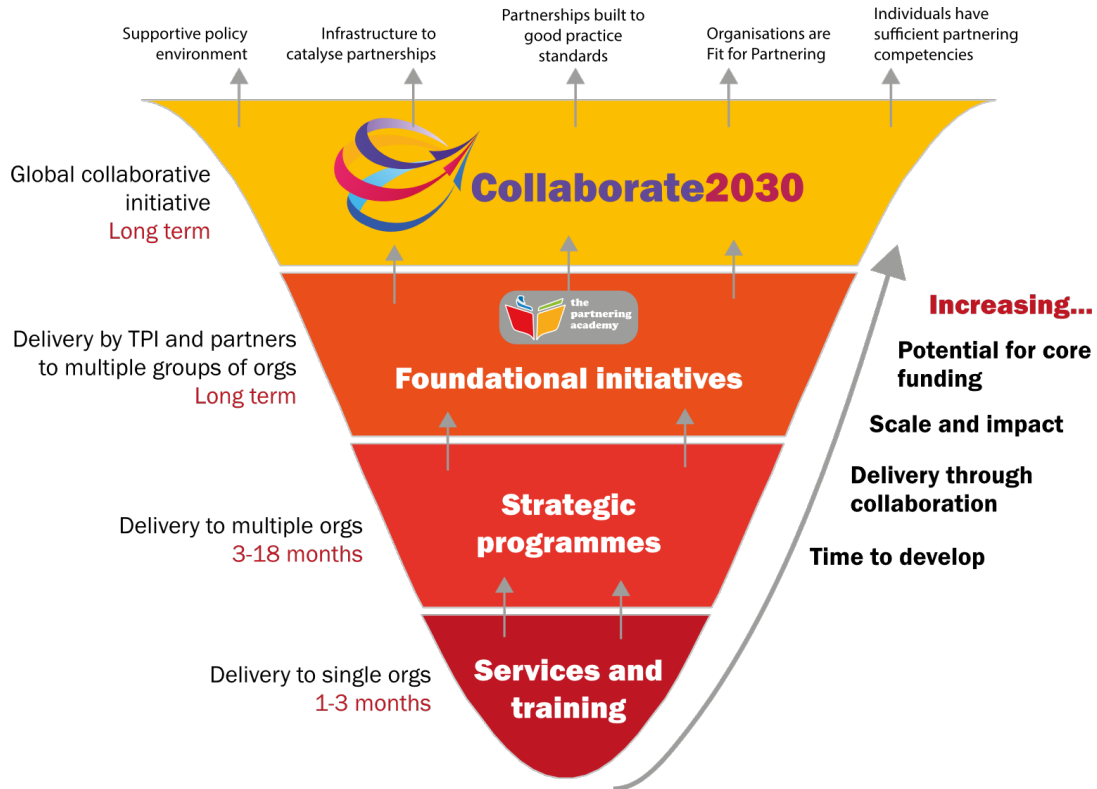 Supportive policy
environment
Infrastructure to
catalyse partnerships
Partnerships built to
good practice
standards
Organisations are
Fit for Partnering
Individuals have
sufficient partnering
competencies
Global collaborative
initiative
Long term
Collaborate2030
Delivery by TPI and partners
to multiple groups of orgs
Long term
the
partnering
academy
Foundational initiatives
Increasing...
Potential for core
funding
Scale and impact
Delivery through
collaboration
Time to develop
Delivery to multiple orgs
3-18 months
Strategic
programmes
Delivery to single orgs
1-3 months
Services and
training